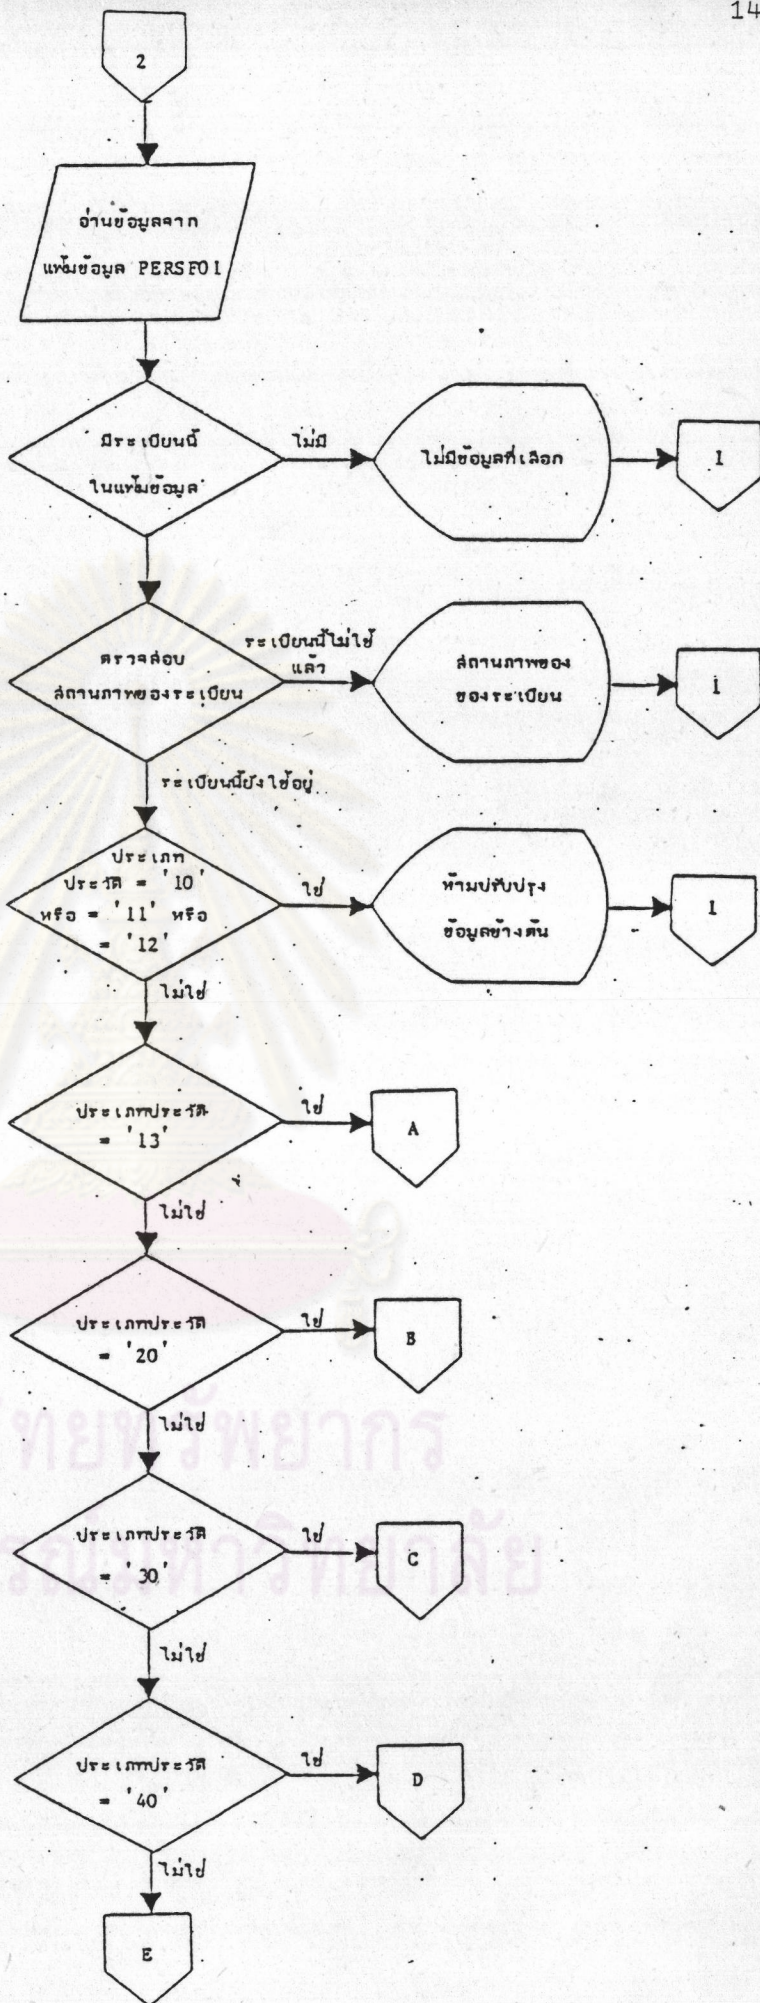 14
2
อ่านข้อมูลจาก
แฟ้มข้อมูล PERSF01
มีระเบียนนี้
ในแฟ้มข้อมูล
ไม่มี
ไม่มีข้อมูลที่เลือก
1
ตรวจสอบ
สถานภาพของระเบียน
ระเบียนนี้ไม่ใช้
แล้ว
สถานภาพของ
ของระเบียน
1
ระเบียนนี้ยังใช้อยู่
ประเภท
ประวัติ = '10'
หรือ = '11' หรือ
= '12'
ใช่
ห้ามปรับปรุง
ข้อมูลข้างต้น
1
ไม่ใช่
ประเภทประวัติ
= '13'
ใช่
A
ไม่ใช่
ประเภทประวัติ
= '20'
ใช่
B
ไม่ใช่
ประเภทประวัติ
= '30'
ใช่
C
ไม่ใช่
ประเภทประวัติ
= '40'
ใช่
D
ไม่ใช่
E